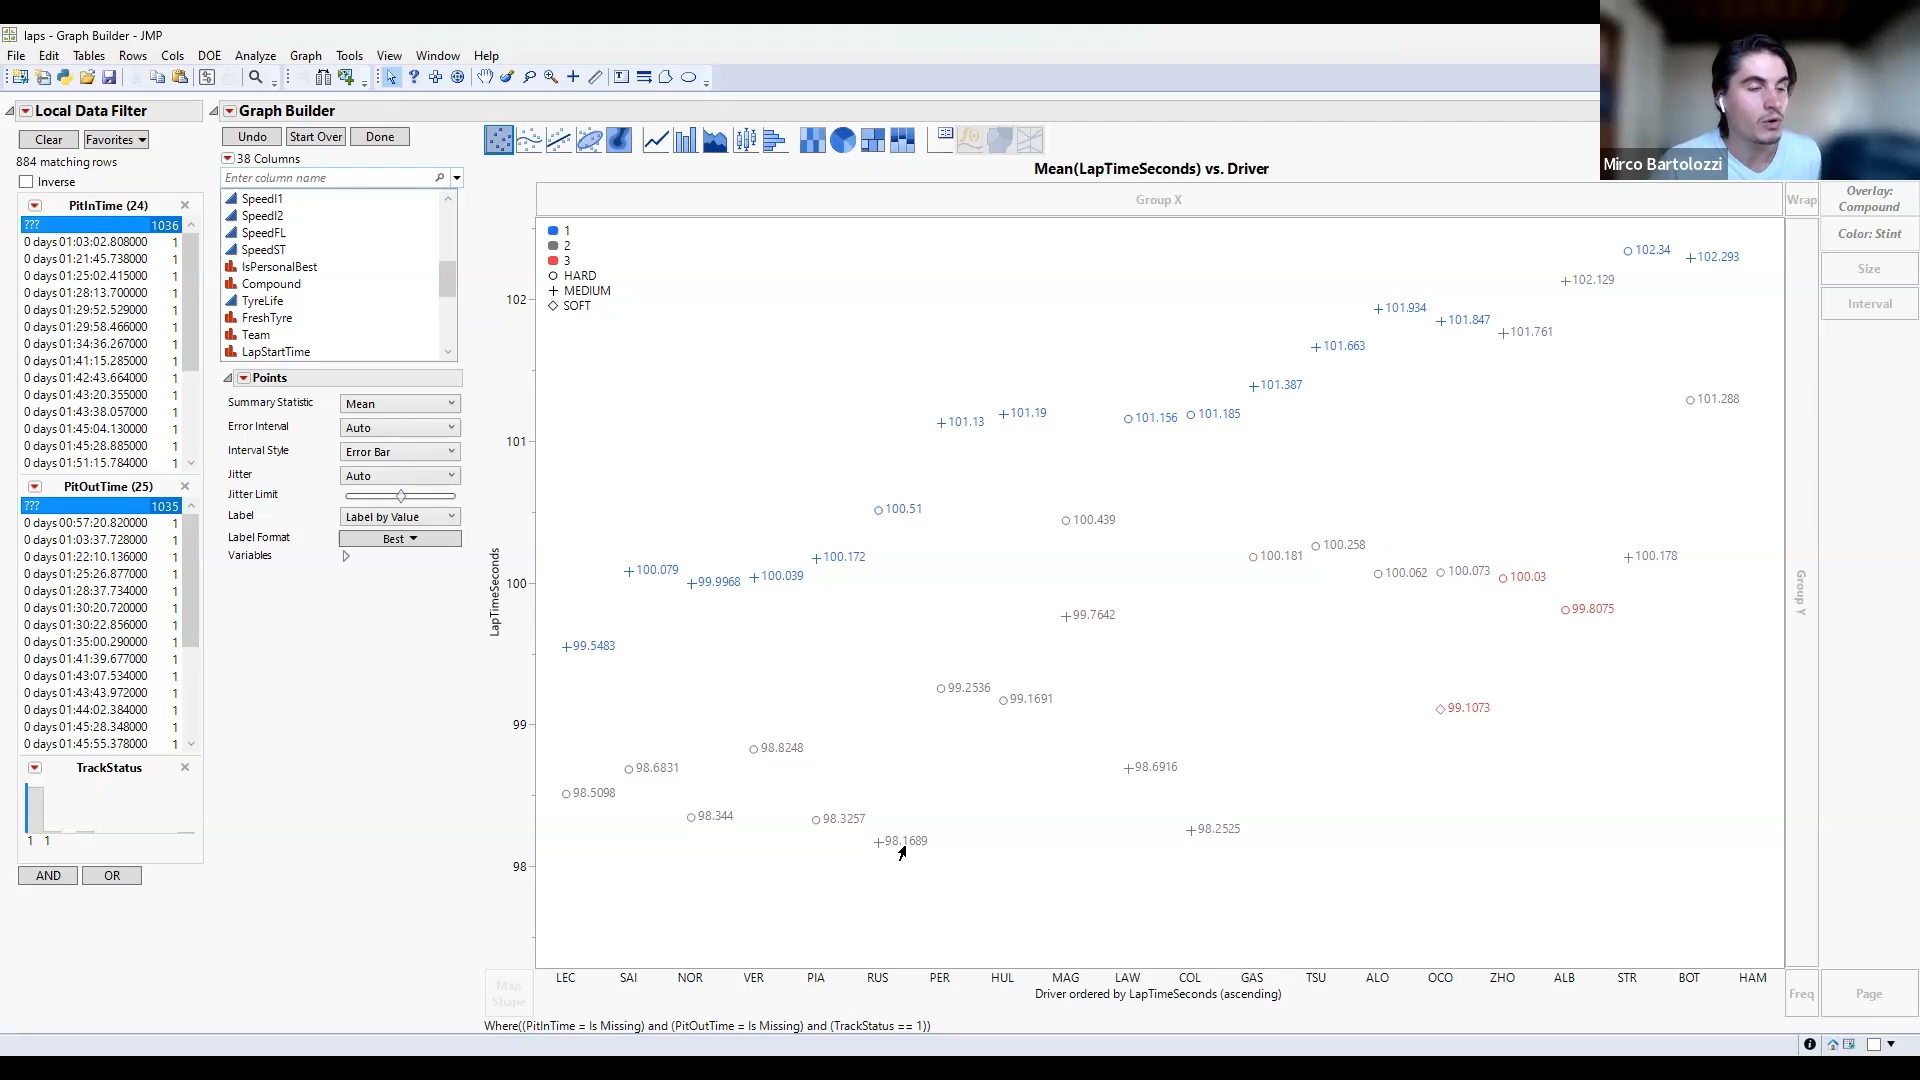 laps - Graph Builder - JMP
File Edit Tables Rows Cols DOE Analyze Graph Tools View Window Help
Mirco Bartolozzi
Local Data Filter
Clear Favorites
884 matching rows
Inverse
PitInTime (24)
??? 1036
0 days 01:03:02.808000 1
0 days 01:21:45.738000 1
0 days 01:25:02.415000 1
0 days 01:28:13.700000 1
0 days 01:29:52.529000 1
0 days 01:29:58.466000 1
0 days 01:34:36.267000 1
0 days 01:41:15.285000 1
0 days 01:42:43.664000 1
0 days 01:43:20.355000 1
0 days 01:43:38.057000 1
0 days 01:45:04.130000 1
0 days 01:45:28.885000 1
0 days 01:51:15.784000 1
PitOutTime (25)
??? 1035
0 days 00:57:20.820000 1
0 days 01:03:37.728000 1
0 days 01:22:10.136000 1
0 days 01:25:26.877000 1
0 days 01:28:37.734000 1
0 days 01:30:20.720000 1
0 days 01:30:22.856000 1
0 days 01:35:00.290000 1
0 days 01:41:39.677000 1
0 days 01:43:07.534000 1
0 days 01:43:43.972000 1
0 days 01:44:02.384000 1
0 days 01:45:28.348000 1
0 days 01:45:55.378000 1
TrackStatus
1 1
AND OR
Graph Builder
Undo Start Over Done
38 Columns
Enter column name
SpeedI1
SpeedI2
SpeedFL
SpeedST
IsPersonalBest
Compound
TyreLife
FreshTyre
Team
LapStartTime
Points
Summary Statistic Mean
Error Interval Auto
Interval Style Error Bar
Jitter Auto
Jitter Limit
Label Label by Value
Label Format Best
Variables
Mean(LapTimeSeconds) vs. Driver
Group X
Wrap
Overlay:
Compound
Color: Stint
Size
Interval
1
2
3
HARD
MEDIUM
SOFT
102.34
102.293
102.129
102
101.934
101.847
101.761
101.663
101.387
101.288
101.13
101.19
101.156
101.185
101
100.51
100.439
100.258
100.181
100.178
100.172
100.079
99.9968
100.039
100.062
100.073
100.03
100
99.8075
99.7642
99.5483
99.2536
99.1691
99.1073
99
98.8248
98.6831
98.6916
98.5098
98.344
98.3257
98.1689
98.2525
98
LapTimeSeconds
Group Y
Map
Shape
LEC SAI NOR VER PIA RUS PER HUL MAG LAW COL GAS TSU ALO OCO ZHO ALB STR BOT HAM
Driver ordered by LapTimeSeconds (ascending)
Freq
Page
Where((PitInTime = Is Missing) and (PitOutTime = Is Missing) and (TrackStatus == 1))